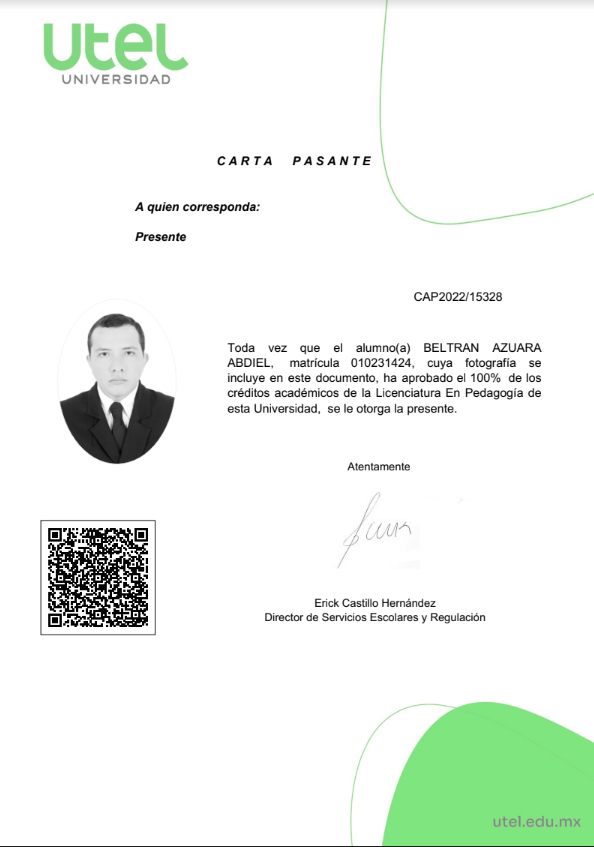 utel
UNIVERSIDAD
CARTA PASANTE
A quien corresponda:
Presente
CAP2022/15328
Toda vez que el alumno(a) BELTRAN AZUARA
ABDIEL, matrícula 010231424, cuya fotografía se
incluye en este documento, ha aprobado el 100% de los
créditos académicos de la Licenciatura En Pedagogía de
esta Universidad, se le otorga la presente.
Atentamente
Erick Castillo Hernández
Director de Servicios Escolares y Regulación
utel.edu.mx